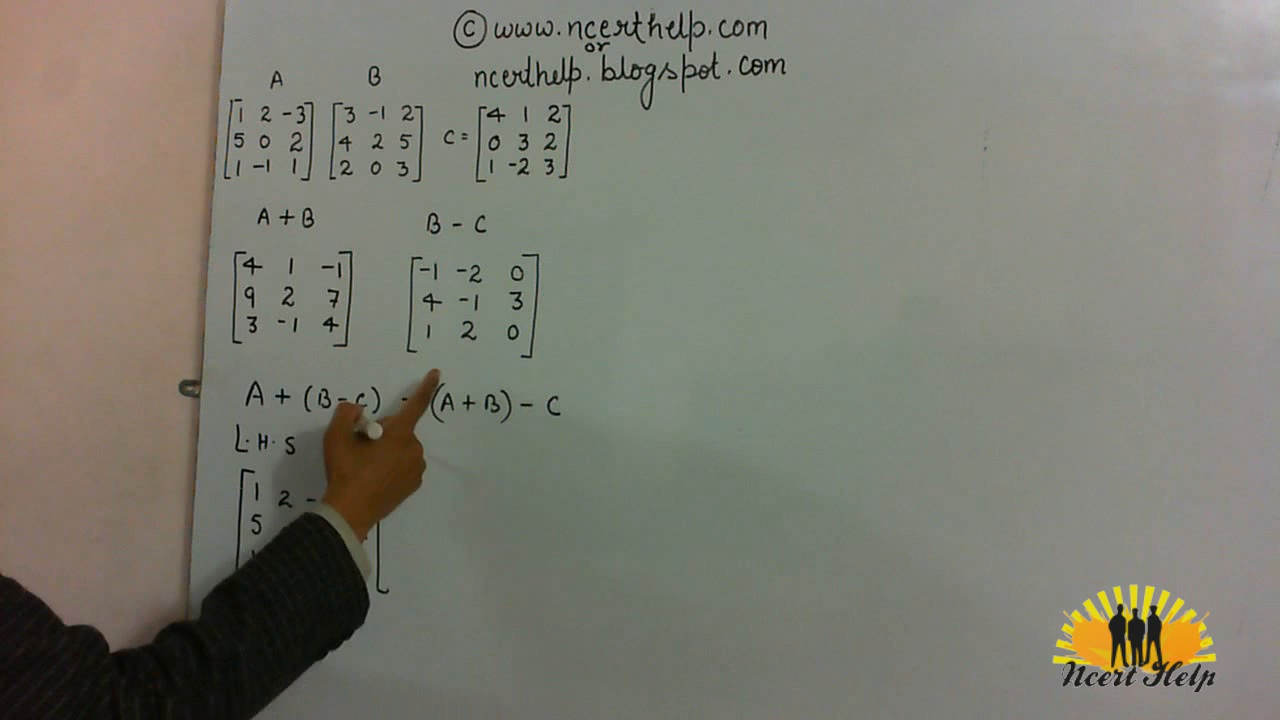 © www.ncerthelp.com
or
ncerthelp.blogspot.com
A B
[1 2 -3] [3 -1 2] [4 1 2]
[5 0 2] [4 2 5] C = [0 3 2]
[1 -1 1] [2 0 3] [1 -2 3]
A + B B - C
[4 1 -1] [-1 -2 0]
[9 2 7] [4 -1 3]
[3 -1 4] [1 2 0]
A + (B - C) (A + B) - C
L.H.S
[1 2 -
5
Ncert Help